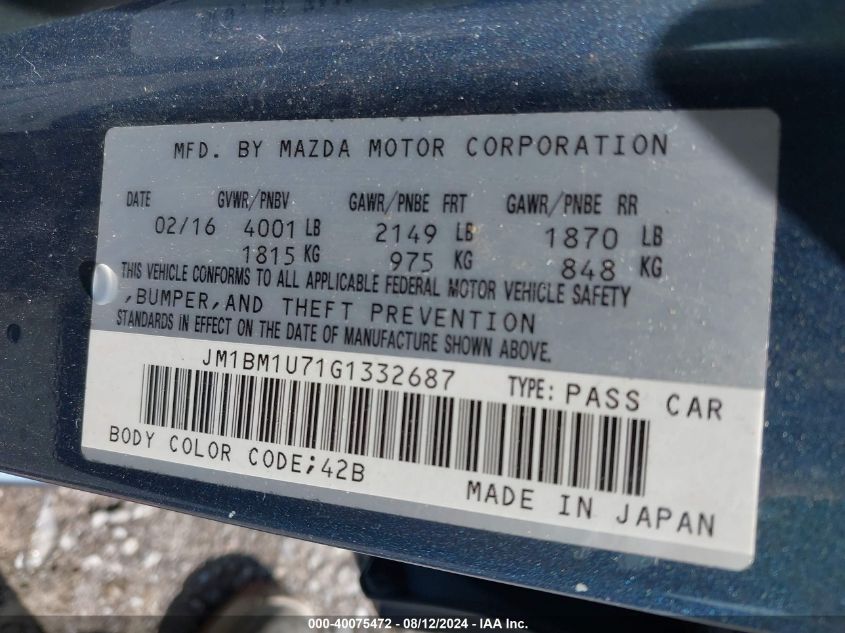 MFD. BY MAZDA MOTOR CORPORATION
DATE GVWR/PNBV GAWR/PNBE FRT GAWR/PNBE RR
02/16 4001 LB 2149 LB 1870 LB
1815 KG 975 KG 848 KG
THIS VEHICLE CONFORMS TO ALL APPLICABLE FEDERAL MOTOR VEHICLE SAFETY
,BUMPER,AND THEFT PREVENTION
STANDARDS IN EFFECT ON THE DATE OF MANUFACTURE SHOWN ABOVE.
JM1BM1U71G1332687 TYPE: PASS CAR
BODY COLOR CODE;42B
MADE IN JAPAN
000-40075472 - 08/12/2024 - IAAI INC.